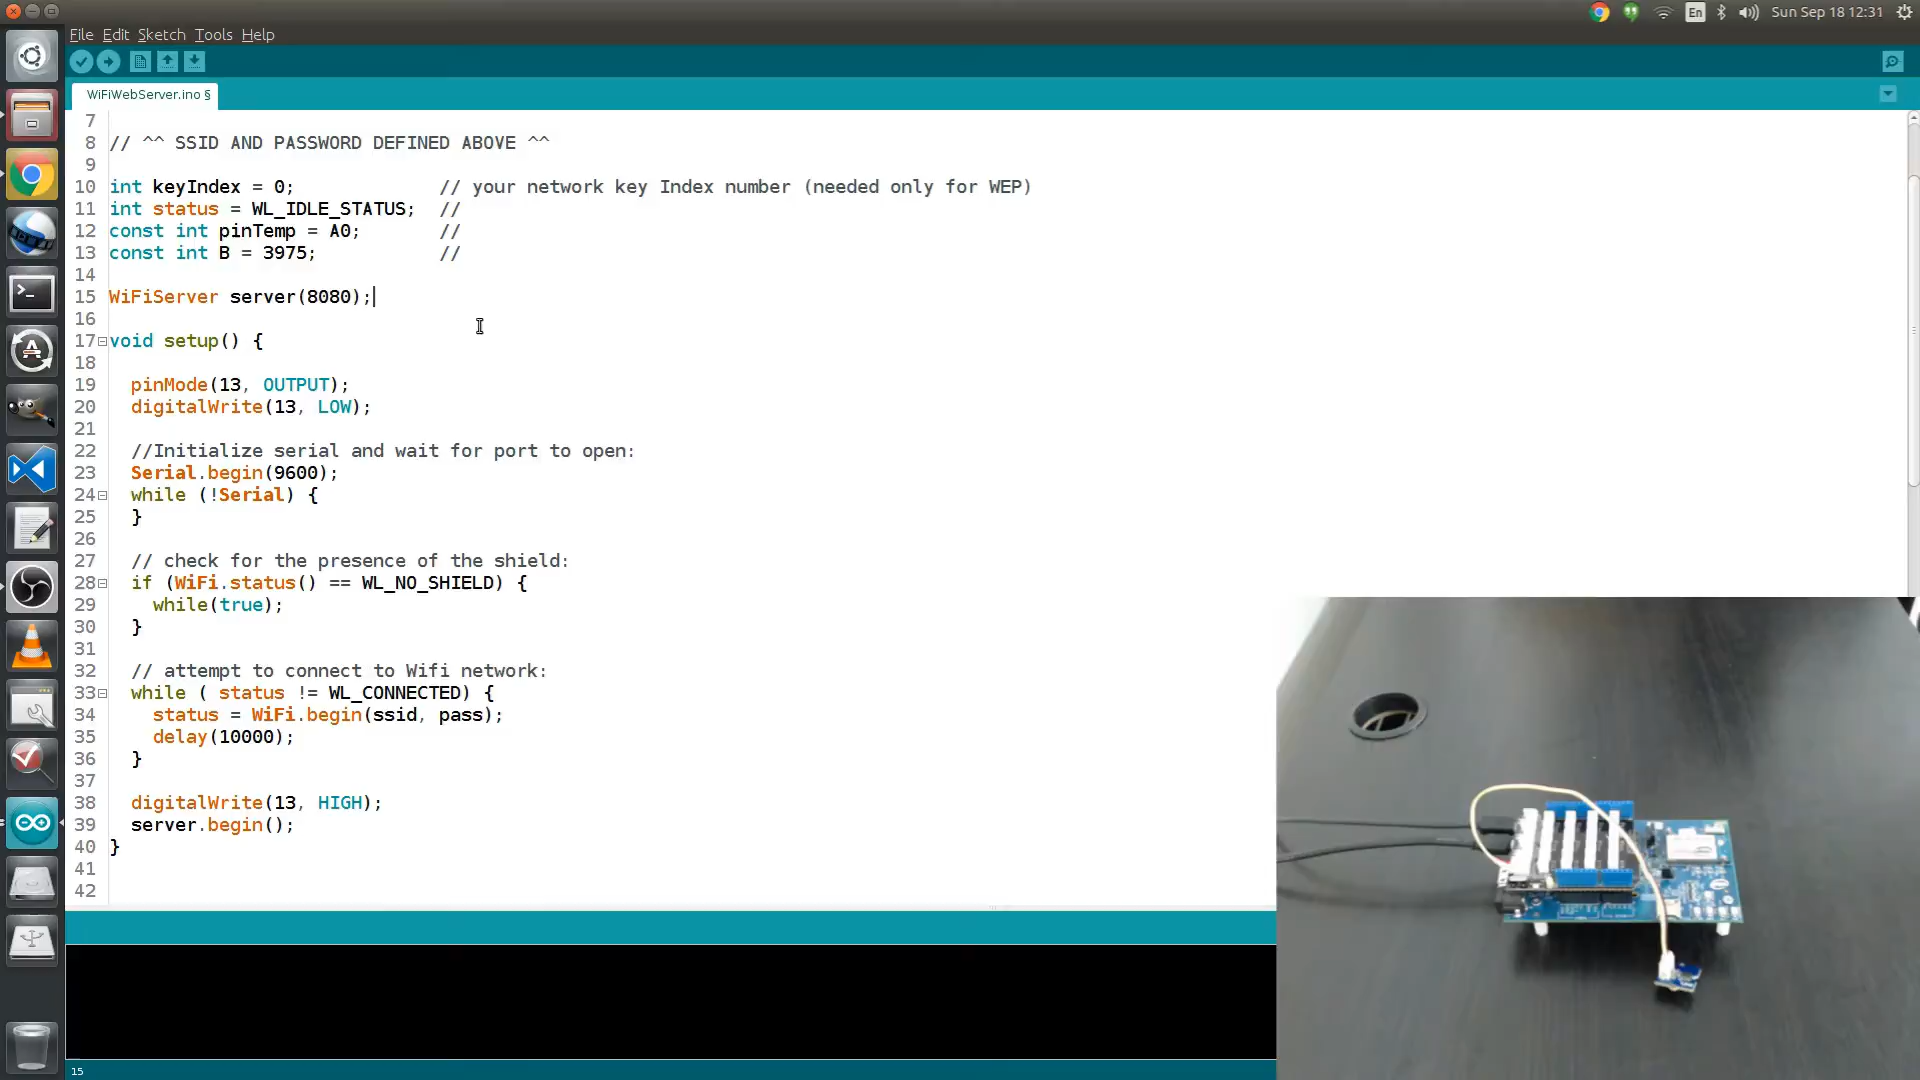 En
Sun Sep 18 12:31
File Edit Sketch Tools Help
WiFiWebServer.ino §
7
8 // ^^ SSID AND PASSWORD DEFINED ABOVE ^^
9
10 int keyIndex = 0; // your network key Index number (needed only for WEP)
11 int status = WL_IDLE_STATUS; //
12 const int pinTemp = A0; //
13 const int B = 3975; //
14
15 WiFiServer server(8080);
16
17 void setup() {
18
19 pinMode(13, OUTPUT);
20 digitalWrite(13, LOW);
21
22 //Initialize serial and wait for port to open:
23 Serial.begin(9600);
24 while (!Serial) {
25 }
26
27 // check for the presence of the shield:
28 if (WiFi.status() == WL_NO_SHIELD) {
29 while(true);
30 }
31
32 // attempt to connect to Wifi network:
33 while ( status != WL_CONNECTED) {
34 status = WiFi.begin(ssid, pass);
35 delay(10000);
36 }
37
38 digitalWrite(13, HIGH);
39 server.begin();
40 }
41
42
15